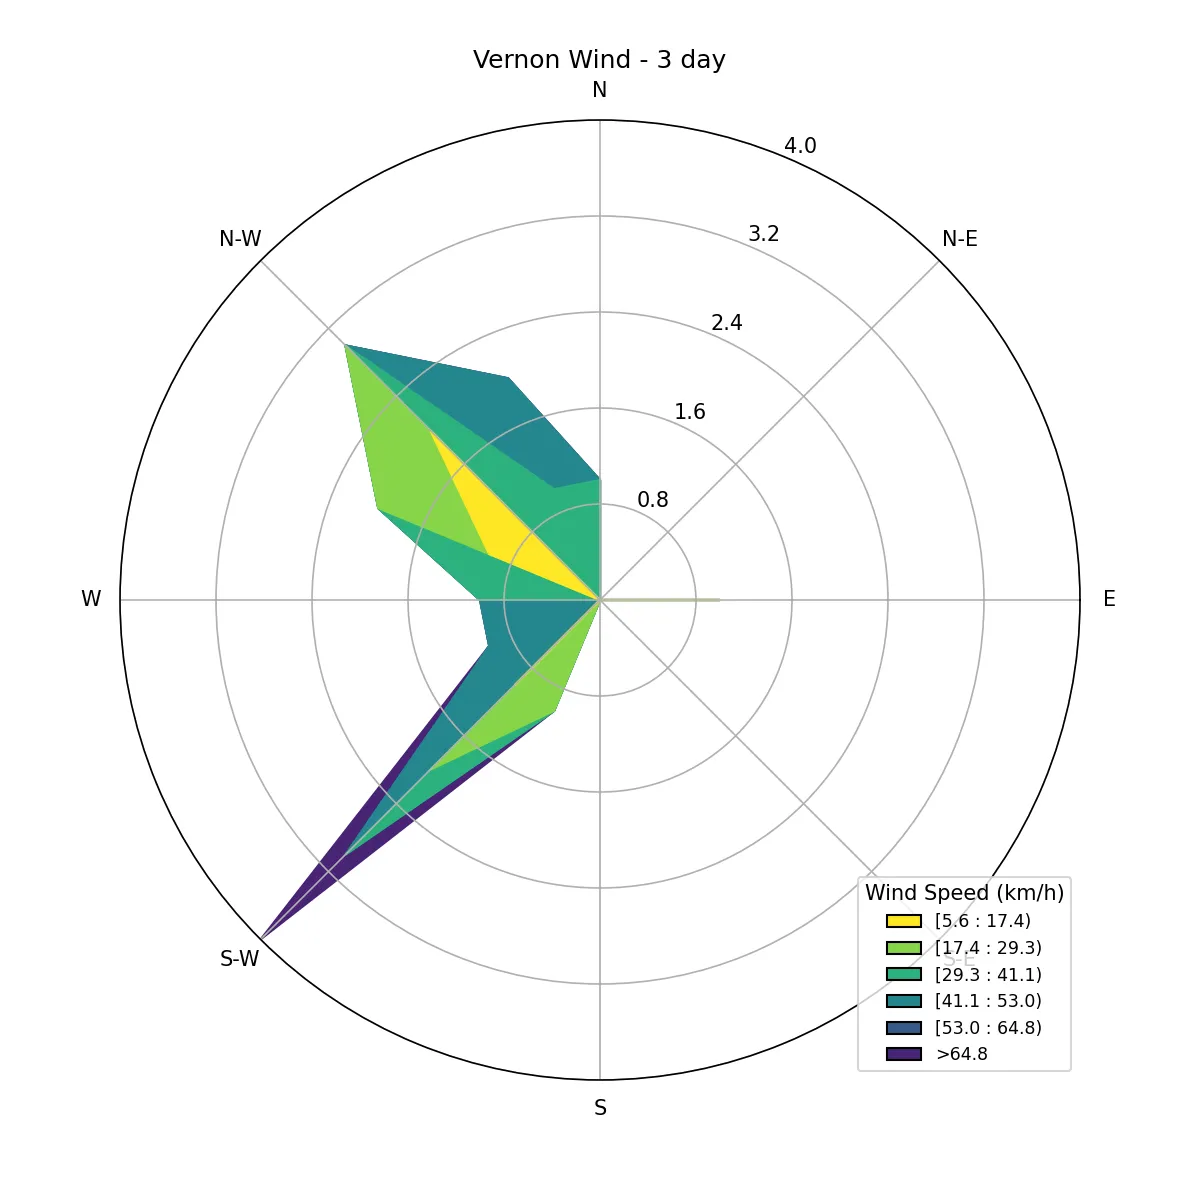 Vernon Wind - 3 day
N
4.0
N-W
3.2
N-E
2.4
1.6
0.8
W
E
S-W
S-E
S
Wind Speed (km/h)
[5.6 : 17.4)
[17.4 : 29.3)
[29.3 : 41.1)
[41.1 : 53.0)
[53.0 : 64.8)
>64.8